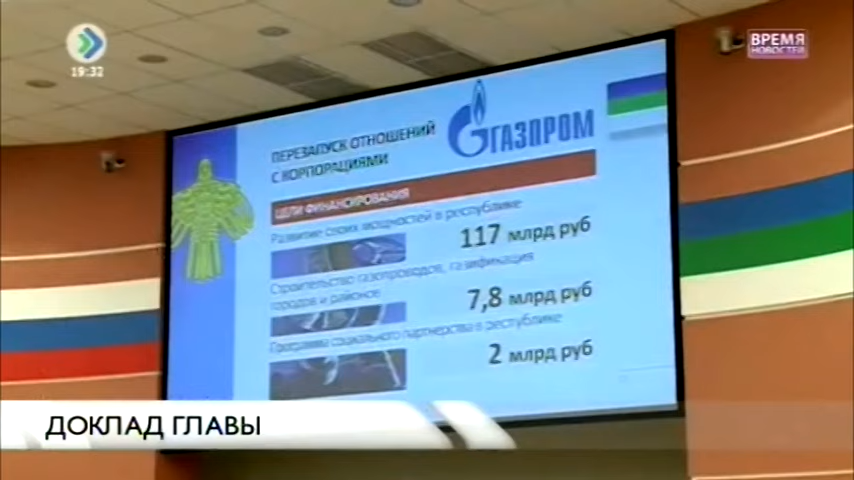 19:32
ВРЕМЯ
НОВОСТЕЙ
ПЕРЕЗАПУСК ОТНОШЕНИЙ
С КОРПОРАЦИЯМИ
ГАЗПРОМ
ЦЕЛИ ФИНАНСИРОВАНИЯ
Развитие своих мощностей в республике
117 млрд руб
Строительство газопроводов, газификация
городов и районов
7,8 млрд руб
Программа социального партнерства в республике
2 млрд руб
ДОКЛАД ГЛАВЫ